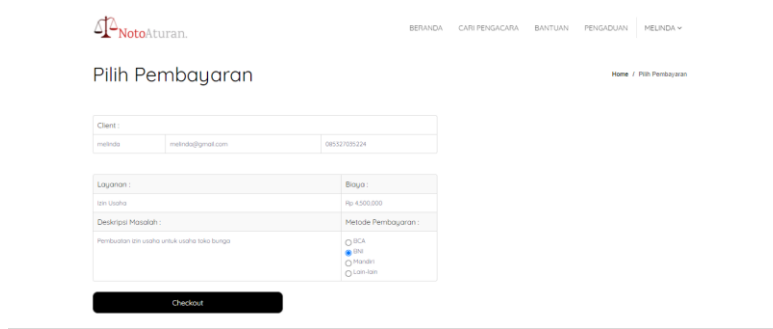 NotoAturan.
BERANDA CARI PENGACARA BANTUAN PENGADUAN MELINDA
Pilih Pembayaran
Home / Pilih Pembayaran
Client :
melinda melinda@gmail.com 085327035224
Layanan : Biaya :
Izin Usaha Rp 4,500,000
Deskripsi Masalah : Metode Pembayaran :
Pembuatan izin usaha untuk usaha toko bunga
BCA
BNI
Mandiri
Lain-lain
Checkout